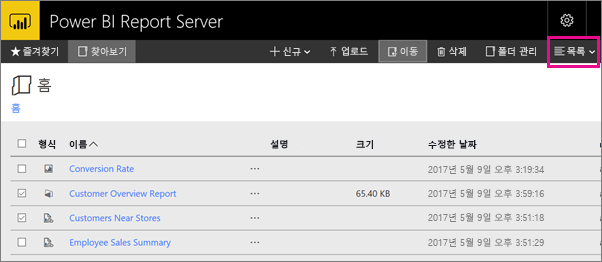 Power BI Report Server
즐겨찾기 찾아보기 신규 업로드 이동 삭제 폴더 관리 목록
홈
홈
형식 이름 설명 크기 수정한 날짜
Conversion Rate ... 2017년 5월 9일 오후 3:19:34
Customer Overview Report ... 65.40 KB 2017년 5월 9일 오후 3:59:16
Customers Near Stores ... 2017년 5월 9일 오후 3:51:18
Employee Sales Summary ... 2017년 5월 9일 오후 3:51:29